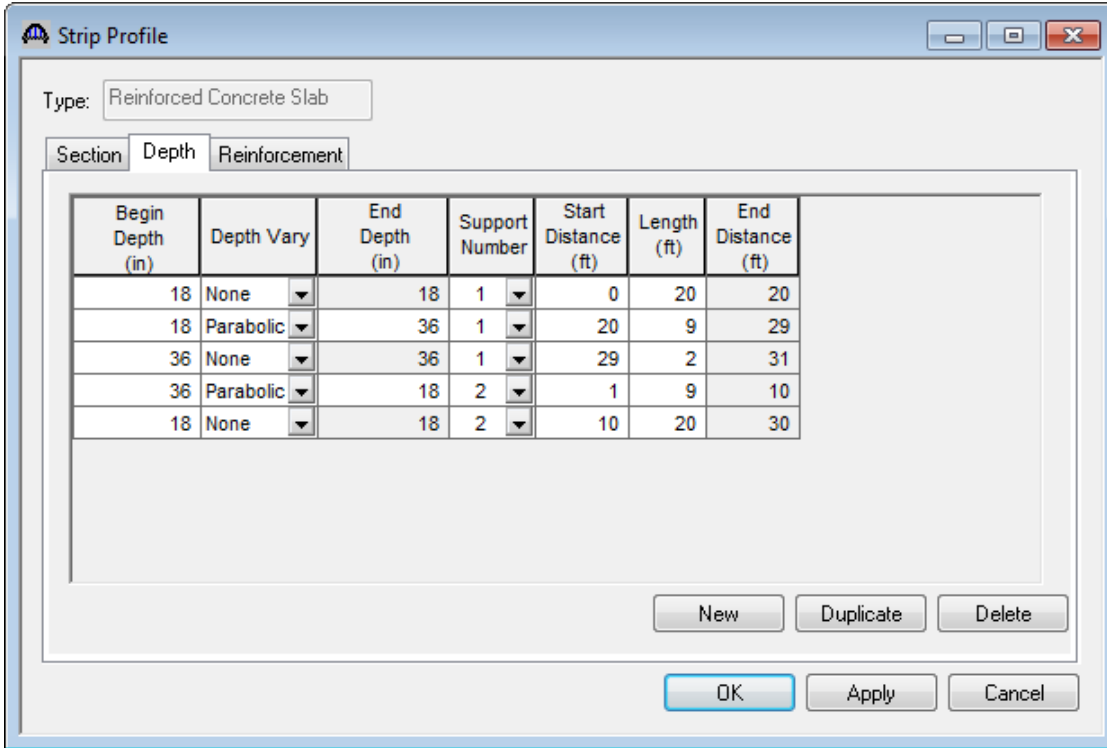 Strip Profile
Type: Reinforced Concrete Slab
Section Depth Reinforcement
Begin Depth (in) Depth Vary End Depth (in) Support Number Start Distance (ft) Length (ft) End Distance (ft)
18 None 18 1 0 20 20
18 Parabolic 36 1 20 9 29
36 None 36 1 29 2 31
36 Parabolic 18 2 1 9 10
18 None 18 2 10 20 30
New Duplicate Delete
OK Apply Cancel